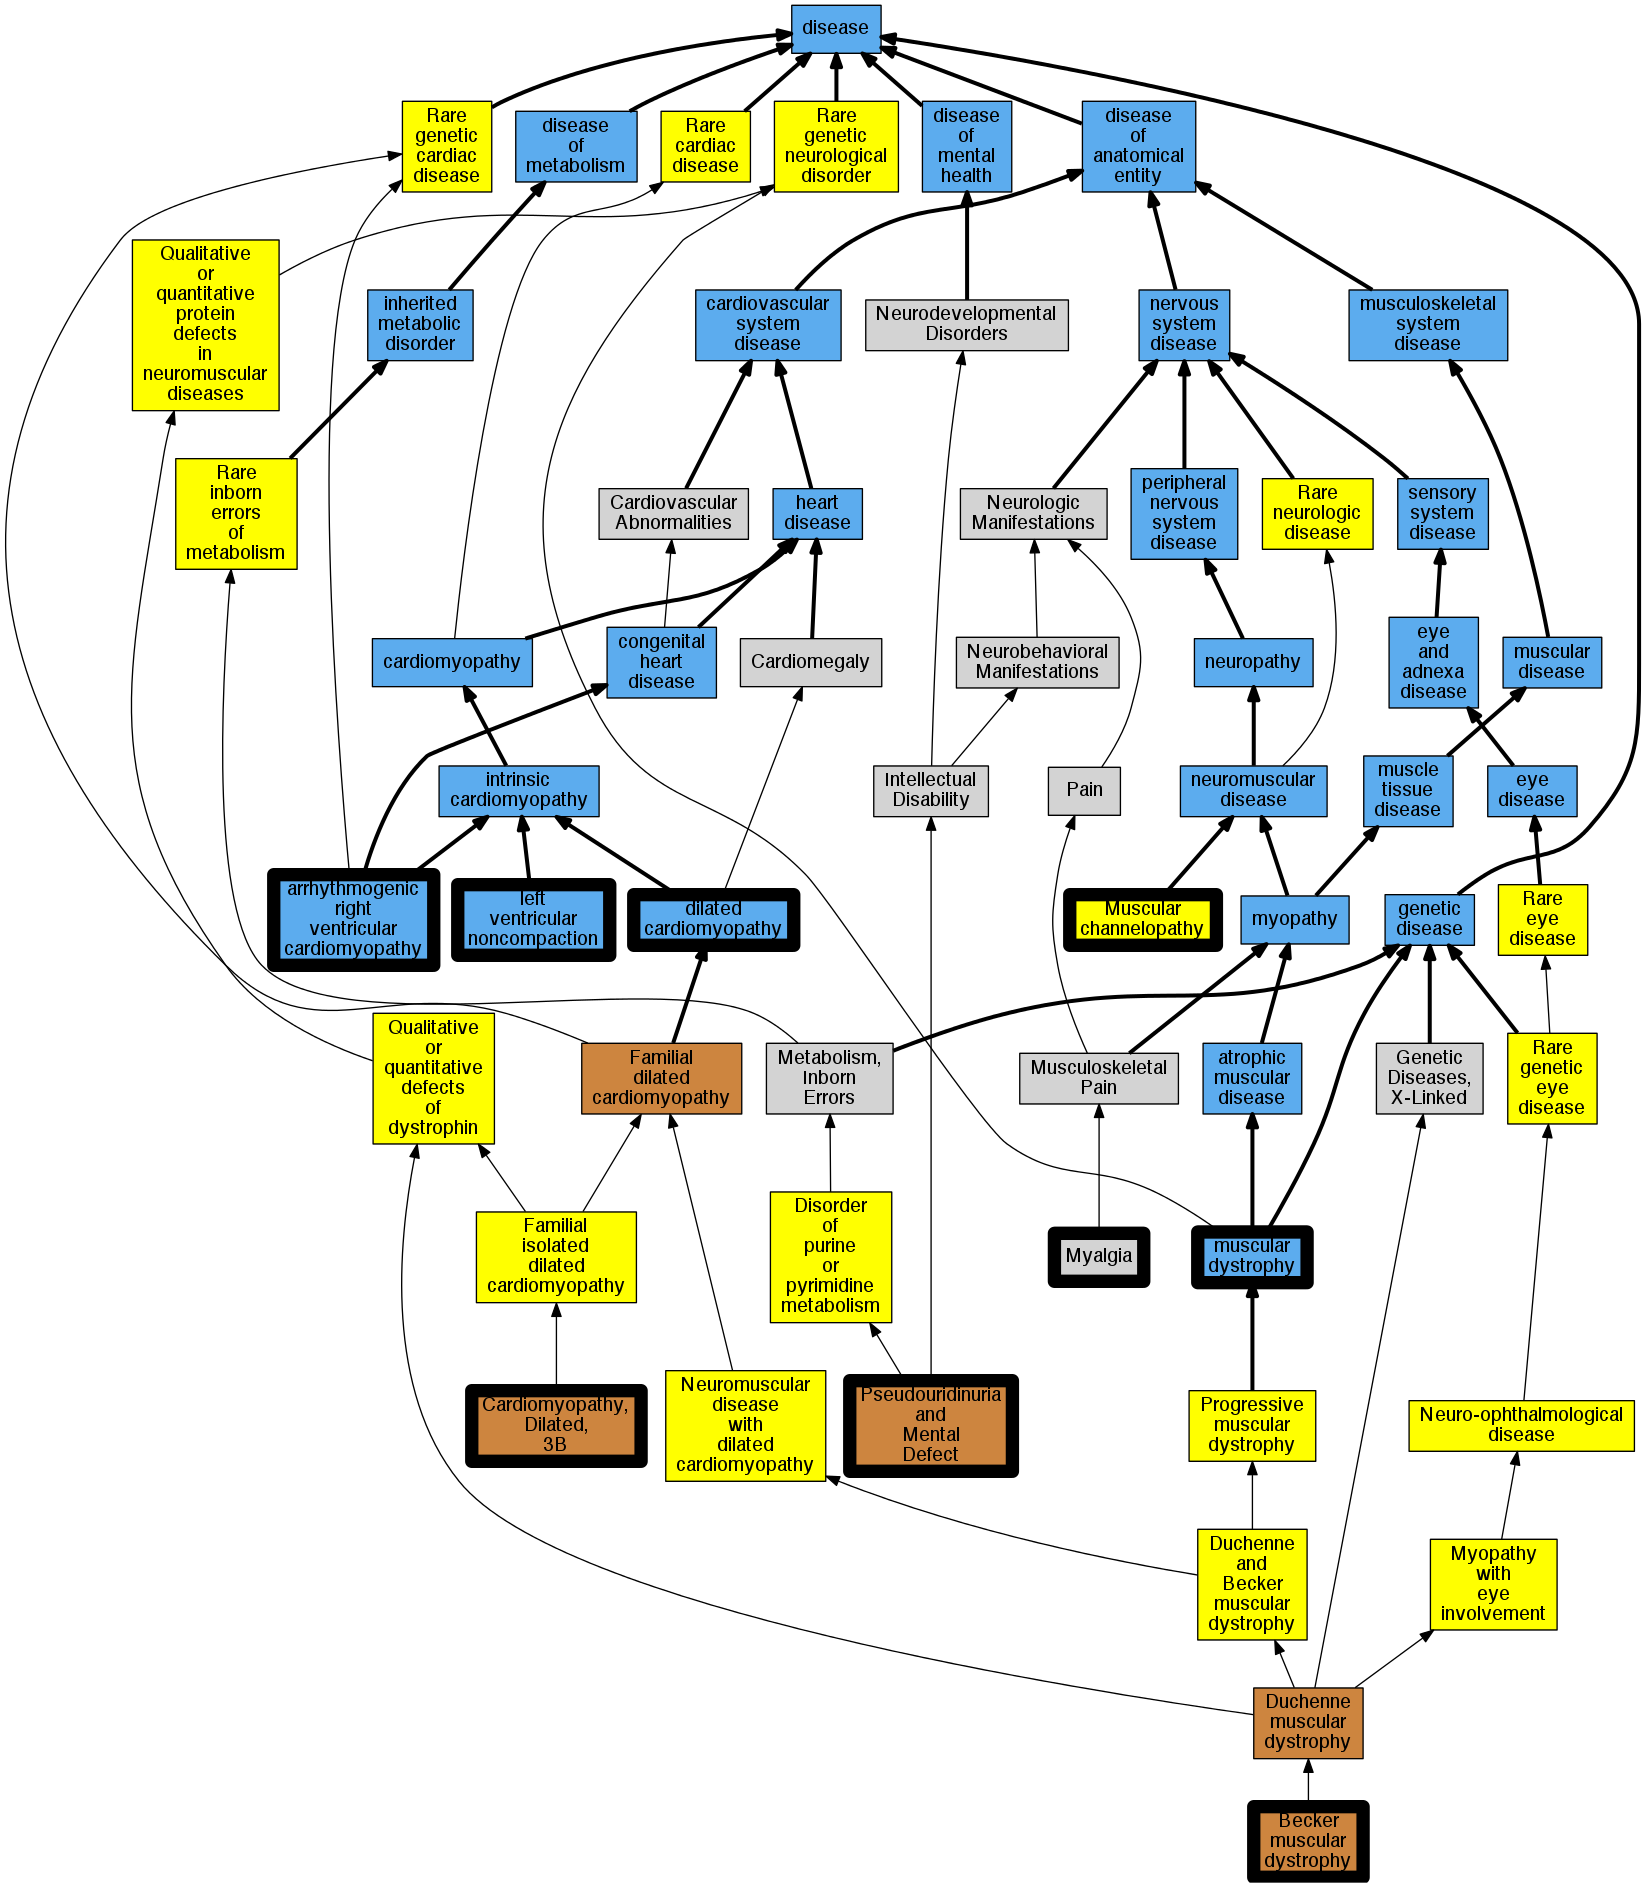 disease
Rare
genetic
cardiac
disease
disease
of
metabolism
Rare
cardiac
disease
Rare
genetic
neurological
disorder
disease
of
mental
health
disease
of
anatomical
entity
Qualitative
or
quantitative
protein
defects
in
neuromuscular
diseases
inherited
metabolic
disorder
cardiovascular
system
disease
Neurodevelopmental
Disorders
nervous
system
disease
musculoskeletal
system
disease
Rare
inborn
errors
of
metabolism
Cardiovascular
Abnormalities
heart
disease
Neurologic
Manifestations
peripheral
nervous
system
disease
Rare
neurologic
disease
sensory
system
disease
cardiomyopathy
congenital
heart
disease
Cardiomegaly
Neurobehavioral
Manifestations
neuropathy
eye
and
adnexa
disease
muscular
disease
intrinsic
cardiomyopathy
Intellectual
Disability
Pain
neuromuscular
disease
muscle
tissue
disease
eye
disease
arrhythmogenic
right
ventricular
cardiomyopathy
left
ventricular
noncompaction
dilated
cardiomyopathy
Muscular
channelopathy
myopathy
genetic
disease
Rare
eye
disease
Qualitative
or
quantitative
defects
of
dystrophin
Familial
dilated
cardiomyopathy
Metabolism,
Inborn
Errors
Musculoskeletal
Pain
atrophic
muscular
disease
Genetic
Diseases,
X-Linked
Rare
genetic
eye
disease
Familial
isolated
dilated
cardiomyopathy
Disorder
of
purine
or
pyrimidine
metabolism
Myalgia
muscular
dystrophy
Cardiomyopathy,
Dilated,
3B
Neuromuscular
disease
with
dilated
cardiomyopathy
Pseudouridinuria
and
Mental
Defect
Progressive
muscular
dystrophy
Neuro-ophthalmological
disease
Duchenne
and
Becker
muscular
dystrophy
Myopathy
with
eye
involvement
Duchenne
muscular
dystrophy
Becker
muscular
dystrophy